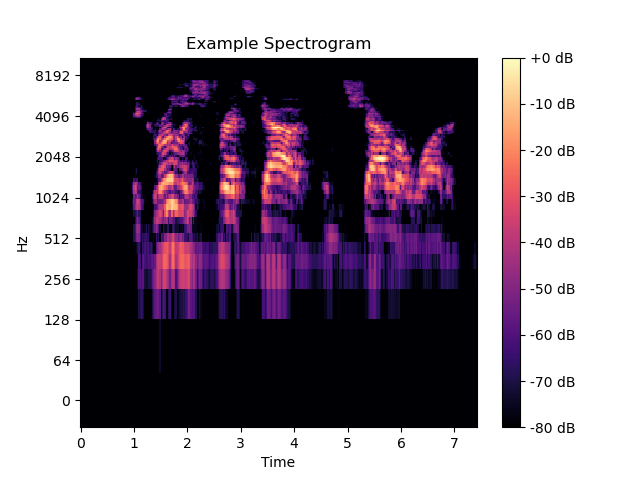 Example Spectrogram
Hz
8192
4096
2048
1024
512
256
128
64
0
0 1 2 3 4 5 6 7
Time
+0 dB
-10 dB
-20 dB
-30 dB
-40 dB
-50 dB
-60 dB
-70 dB
-80 dB